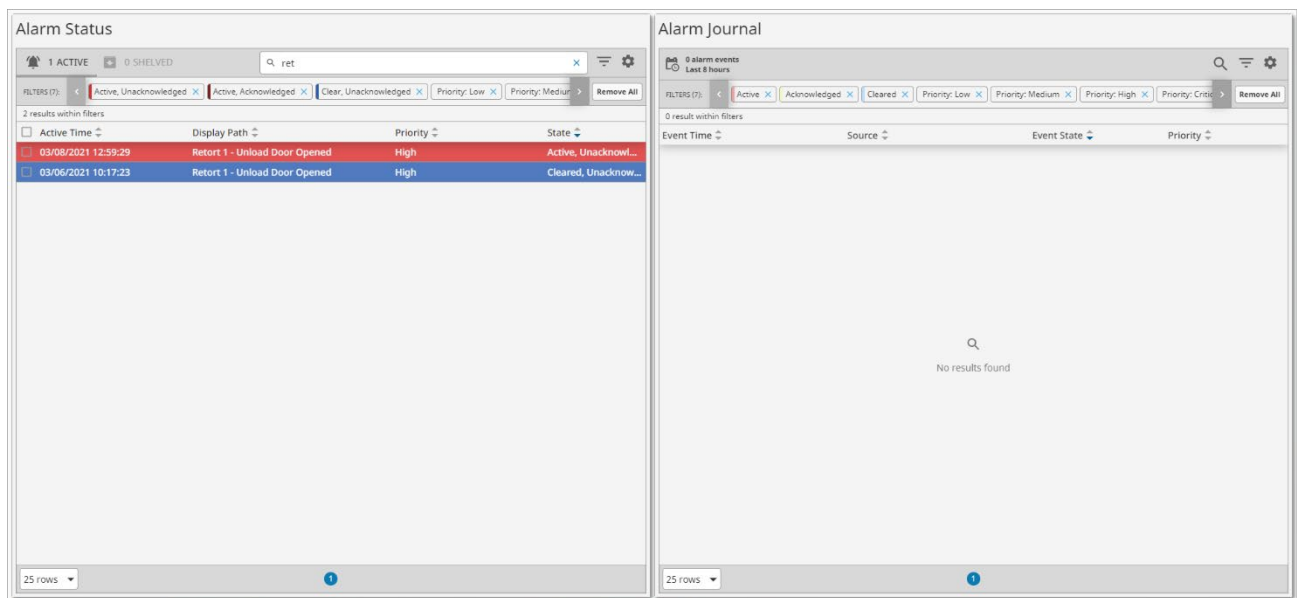 Alarm Status
1 ACTIVE 0 SHELVED ret
FILTERS (7): Active, Unacknowledged Active, Acknowledged Clear, Unacknowledged Priority: Low Priority: Medium Remove All
2 results within filters
Active Time Display Path Priority State
03/08/2021 12:59:29 Retort 1 - Unload Door Opened High Active, Unacknowl...
03/06/2021 10:17:23 Retort 1 - Unload Door Opened High Cleared, Unacknow...
25 rows 1
Alarm Journal
0 alarm events
Last 8 hours
FILTERS (7): Active Acknowledged Cleared Priority: Low Priority: Medium Priority: High Priority: Critic Remove All
0 result within filters
Event Time Source Event State Priority
No results found
25 rows 1